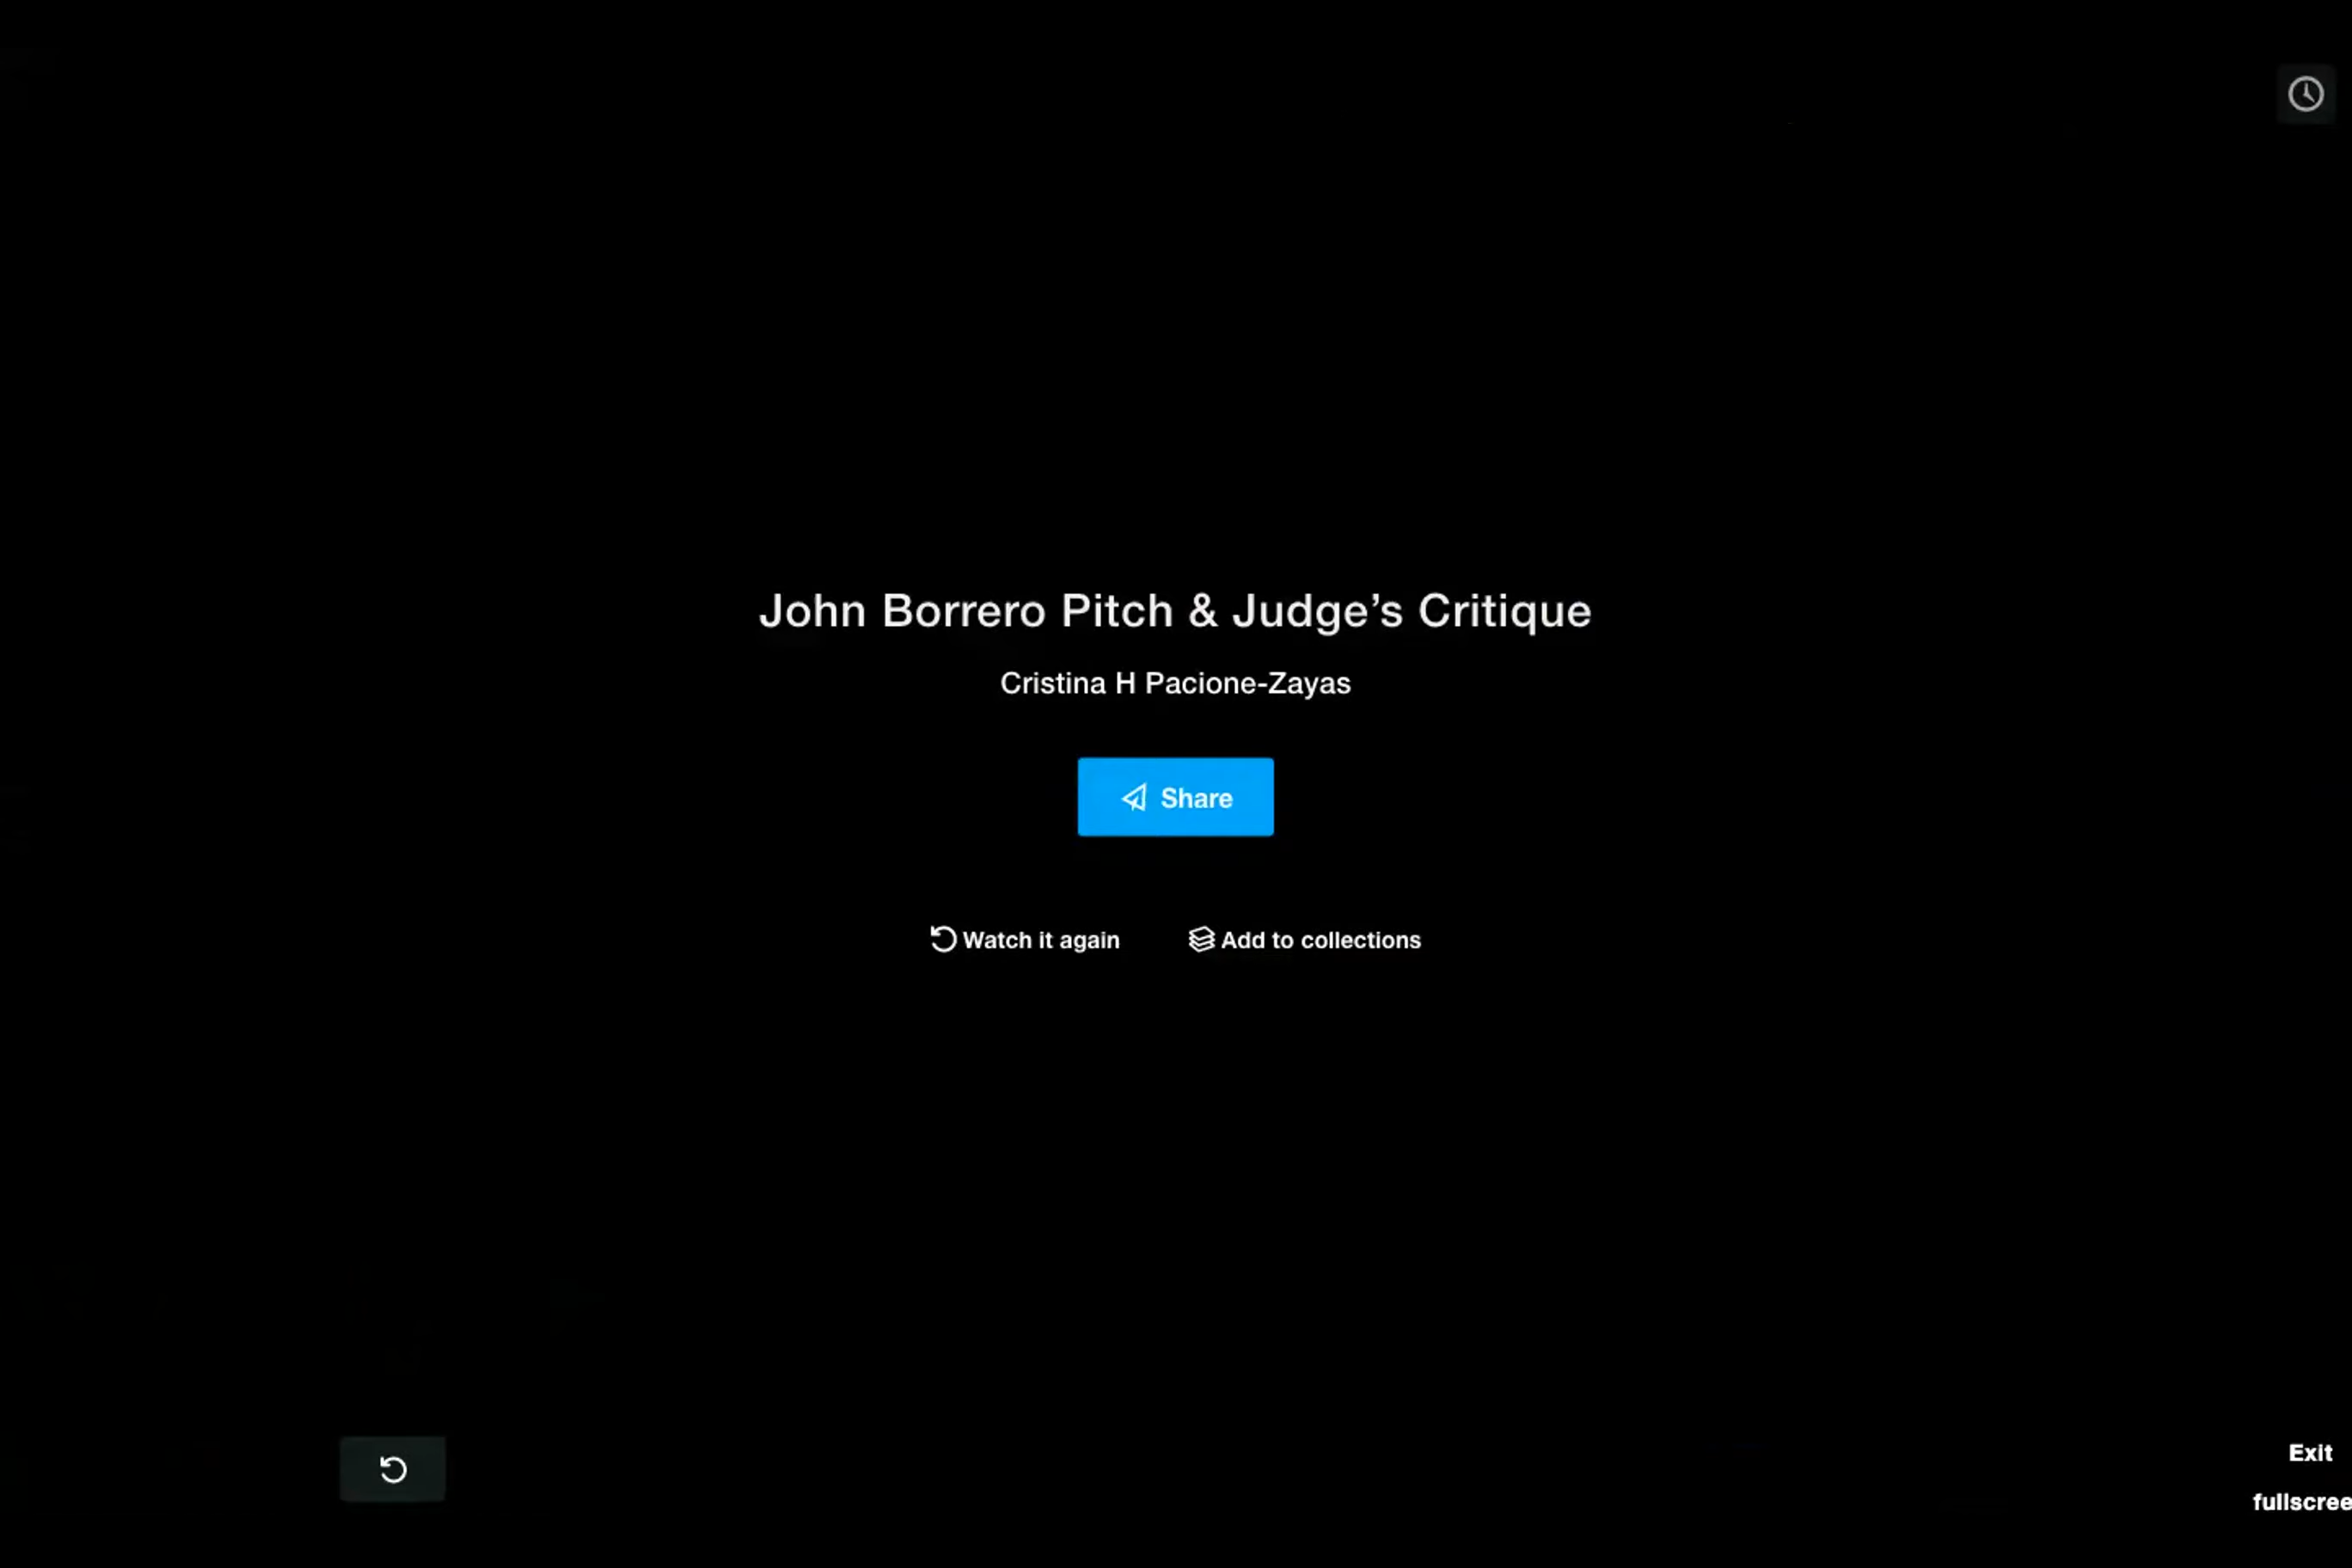 John Borrero Pitch & Judge’s Critique
Cristina H Pacione-Zayas
Share
Watch it again
Add to collections
Exit
fullscree